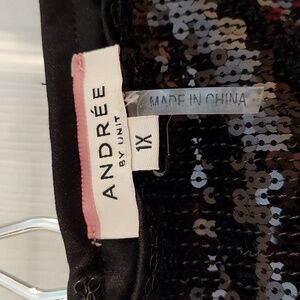 ANDRÉE
BY UNIT
1X
MADE IN CHINA